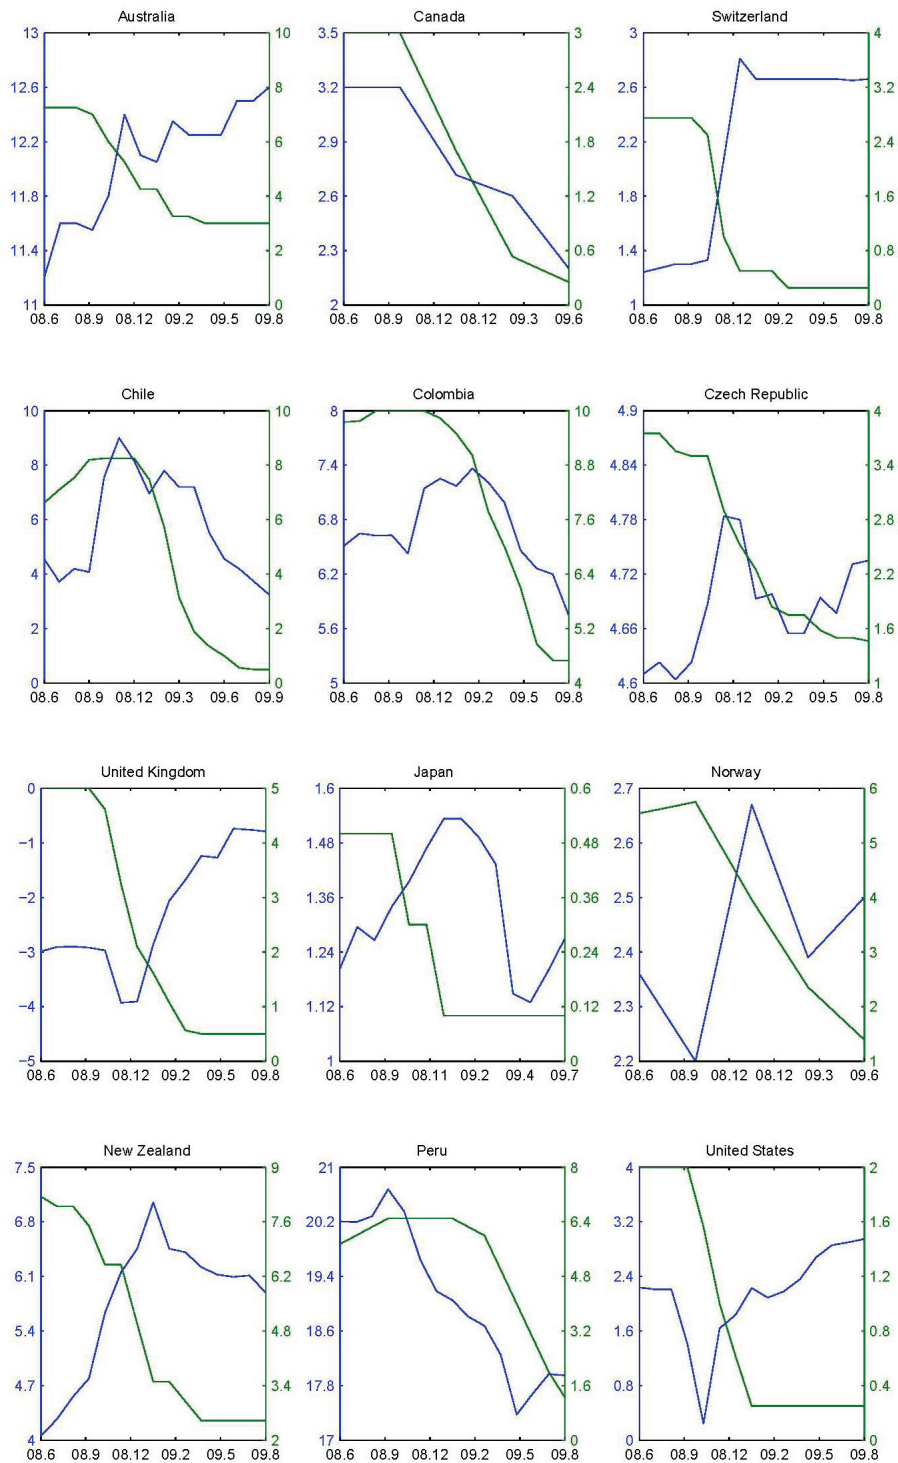 Australia Canada Switzerland
13 10 3.5 3 3 4
12.6 8 3.2 2.4 2.6 3.2
12.2 6 2.9 1.8 2.2 2.4
11.8 4 2.6 1.2 1.8 1.6
11.4 2 2.3 0.6 1.4 0.8
11 0 2 0 1 0
08.6 08.9 08.12 09.2 09.5 09.8 08.6 08.9 08.12 09.3 09.6 08.6 08.9 08.12 09.2 09.5 09.8
Chile Colombia Czech Republic
10 10 8 10 4.9 4
8 8 7.4 8.8 4.84 3.4
6 6 6.8 7.6 4.78 2.8
4 4 6.2 6.4 4.72 2.2
2 2 5.6 5.2 4.66 1.6
0 0 5 4 4.6 1
08.6 08.9 08.12 09.3 09.6 09.9 08.6 08.9 08.12 09.2 09.5 09.8 08.6 08.9 08.12 09.2 09.5 09.8
United Kingdom Japan Norway
0 5 1.6 0.6 2.7 6
−1 4 1.48 0.48 2.6 5
−2 3 1.36 0.36 2.5 4
−3 2 1.24 0.24 2.4 3
−4 1 1.12 0.12 2.3 2
−5 0 1 0 2.2 1
08.6 08.9 08.12 09.2 09.5 09.8 08.6 08.9 08.11 09.2 09.4 09.7 08.6 08.9 08.12 08.12 09.3 09.6
New Zealand Peru United States
7.5 9 21 8 4 2
6.8 7.6 20.2 6.4 3.2 1.6
6.1 6.2 19.4 4.8 2.4 1.2
5.4 4.8 18.6 3.2 1.6 0.8
4.7 3.4 17.8 1.6 0.8 0.4
4 2 17 0 0 0
08.6 08.9 08.12 09.2 09.5 09.8 08.6 08.9 08.12 09.2 09.5 09.8 08.6 08.9 08.12 09.2 09.5 09.8